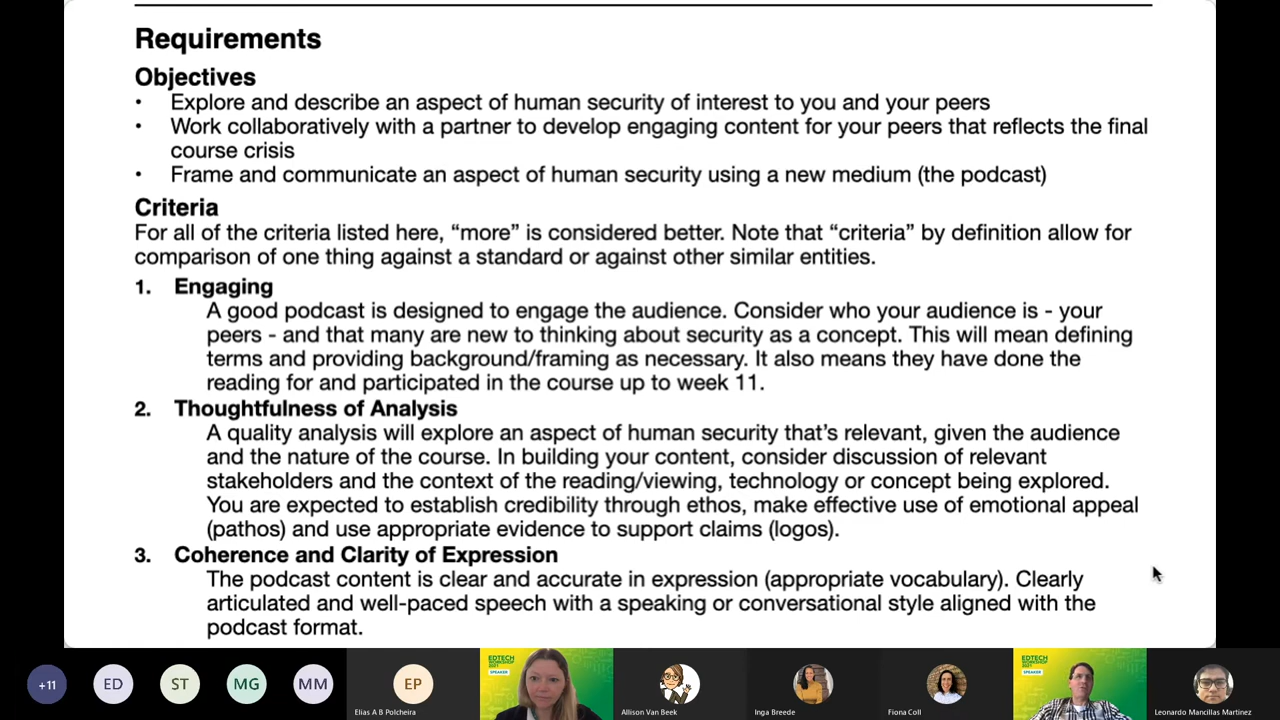 Requirements
Objectives
• Explore and describe an aspect of human security of interest to you and your peers
• Work collaboratively with a partner to develop engaging content for your peers that reflects the final
course crisis
• Frame and communicate an aspect of human security using a new medium (the podcast)
Criteria
For all of the criteria listed here, “more” is considered better. Note that “criteria” by definition allow for
comparison of one thing against a standard or against other similar entities.
1. Engaging
A good podcast is designed to engage the audience. Consider who your audience is - your
peers - and that many are new to thinking about security as a concept. This will mean defining
terms and providing background/framing as necessary. It also means they have done the
reading for and participated in the course up to week 11.
2. Thoughtfulness of Analysis
A quality analysis will explore an aspect of human security that’s relevant, given the audience
and the nature of the course. In building your content, consider discussion of relevant
stakeholders and the context of the reading/viewing, technology or concept being explored.
You are expected to establish credibility through ethos, make effective use of emotional appeal
(pathos) and use appropriate evidence to support claims (logos).
3. Coherence and Clarity of Expression
The podcast content is clear and accurate in expression (appropriate vocabulary). Clearly
articulated and well-paced speech with a speaking or conversational style aligned with the
podcast format.
+11
ED
ST
MG
MM
EP
Elias A B Polcheira
EDTECH
WORKSHOP
2021
SPEAKER
Allison Van Beek
Inga Breede
Fiona Coll
EDTECH
WORKSHOP
2021
SPEAKER
Leonardo Mancillas Martinez